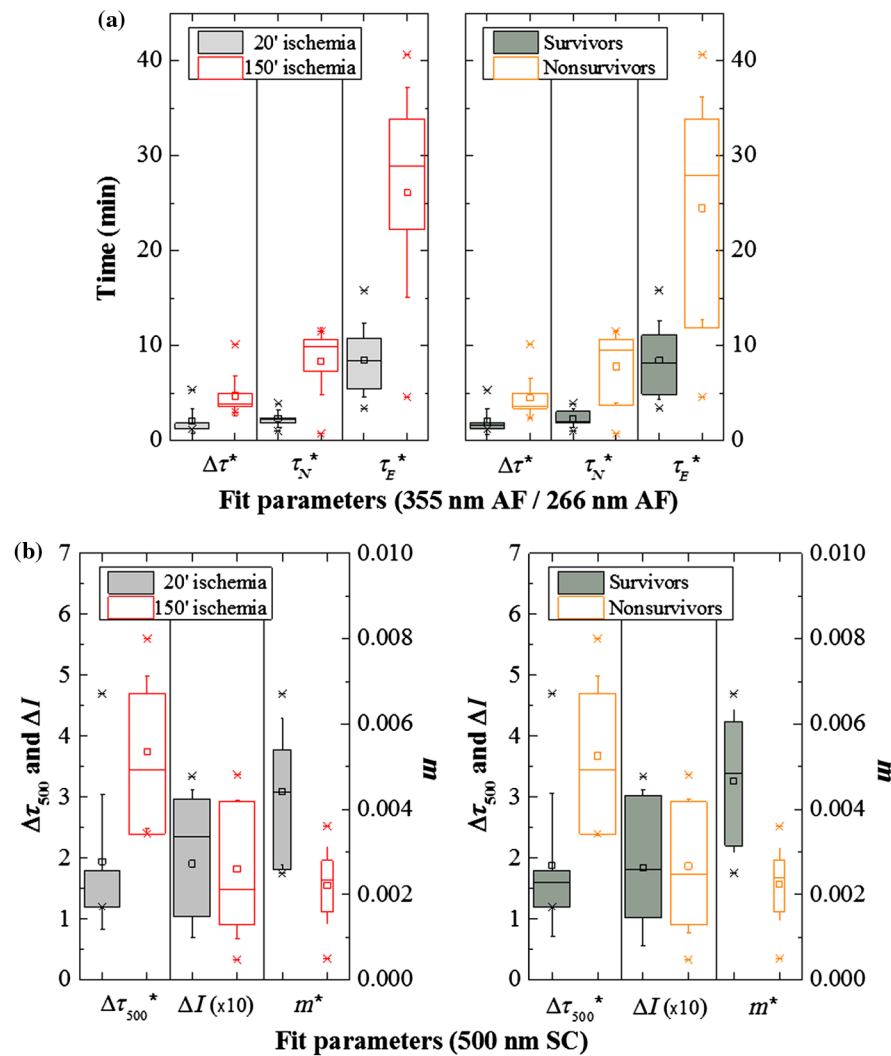 (a)
20' ischemia
150' ischemia
Survivors
Nonsurvivors
Time (min)
40
30
20
10
0
40
30
20
10
0
Δτ* τN* τE*
Δτ* τN* τE*
Fit parameters (355 nm AF / 266 nm AF)
(b)
20' ischemia
150' ischemia
Δτ500 and ΔI
7
6
5
4
3
2
1
0
0.010
0.008
0.006
0.004
0.002
0.000
m
Δτ500* ΔI (x10) m*
Survivors
Nonsurvivors
Δτ500 and ΔI
7
6
5
4
3
2
1
0
0.010
0.008
0.006
0.004
0.002
0.000
m
Δτ500* ΔI (x10) m*
Fit parameters (500 nm SC)